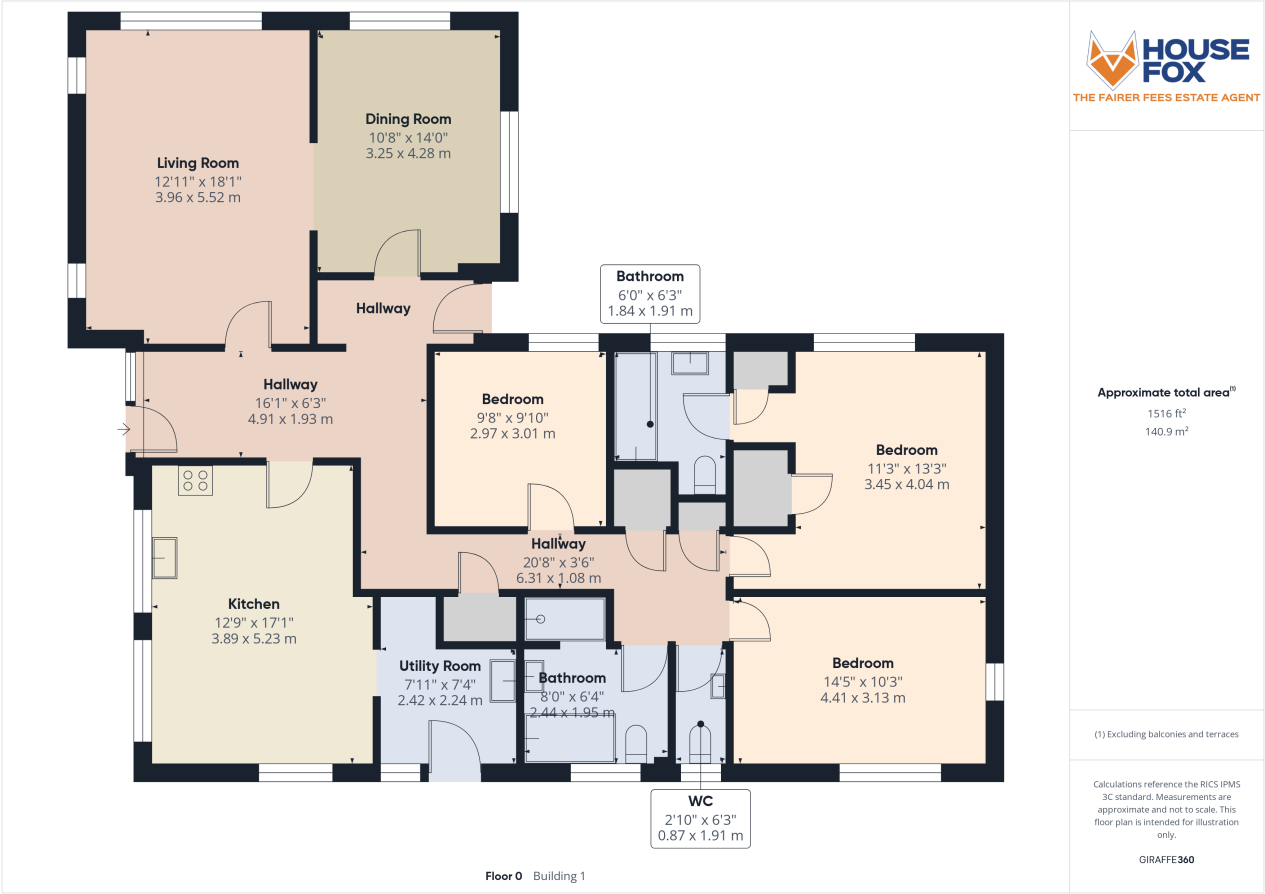 Living Room
12'11" x 18'1"
3.96 x 5.52 m
Dining Room
10'8" x 14'0"
3.25 x 4.28 m
Hallway
Bathroom
6'0" x 6'3"
1.84 x 1.91 m
Hallway
16'1" x 6'3"
4.91 x 1.93 m
Bedroom
9'8" x 9'10"
2.97 x 3.01 m
Bedroom
11'3" x 13'3"
3.45 x 4.04 m
Hallway
20'8" x 3'6"
6.31 x 1.08 m
Kitchen
12'9" x 17'1"
3.89 x 5.23 m
Utility Room
7'11" x 7'4"
2.42 x 2.24 m
Bathroom
8'0" x 6'4"
2.44 x 1.95 m
Bedroom
14'5" x 10'3"
4.41 x 3.13 m
WC
2'10" x 6'3"
0.87 x 1.91 m
Floor 0 Building 1
HOUSE
FOX
THE FAIRER FEES ESTATE AGENT
Approximate total area(1)
1516 ft²
140.9 m²
(1) Excluding balconies and terraces
Calculations reference the RICS IPMS
3C standard. Measurements are
approximate and not to scale. This
floor plan is intended for illustration
only.
GIRAFFE360